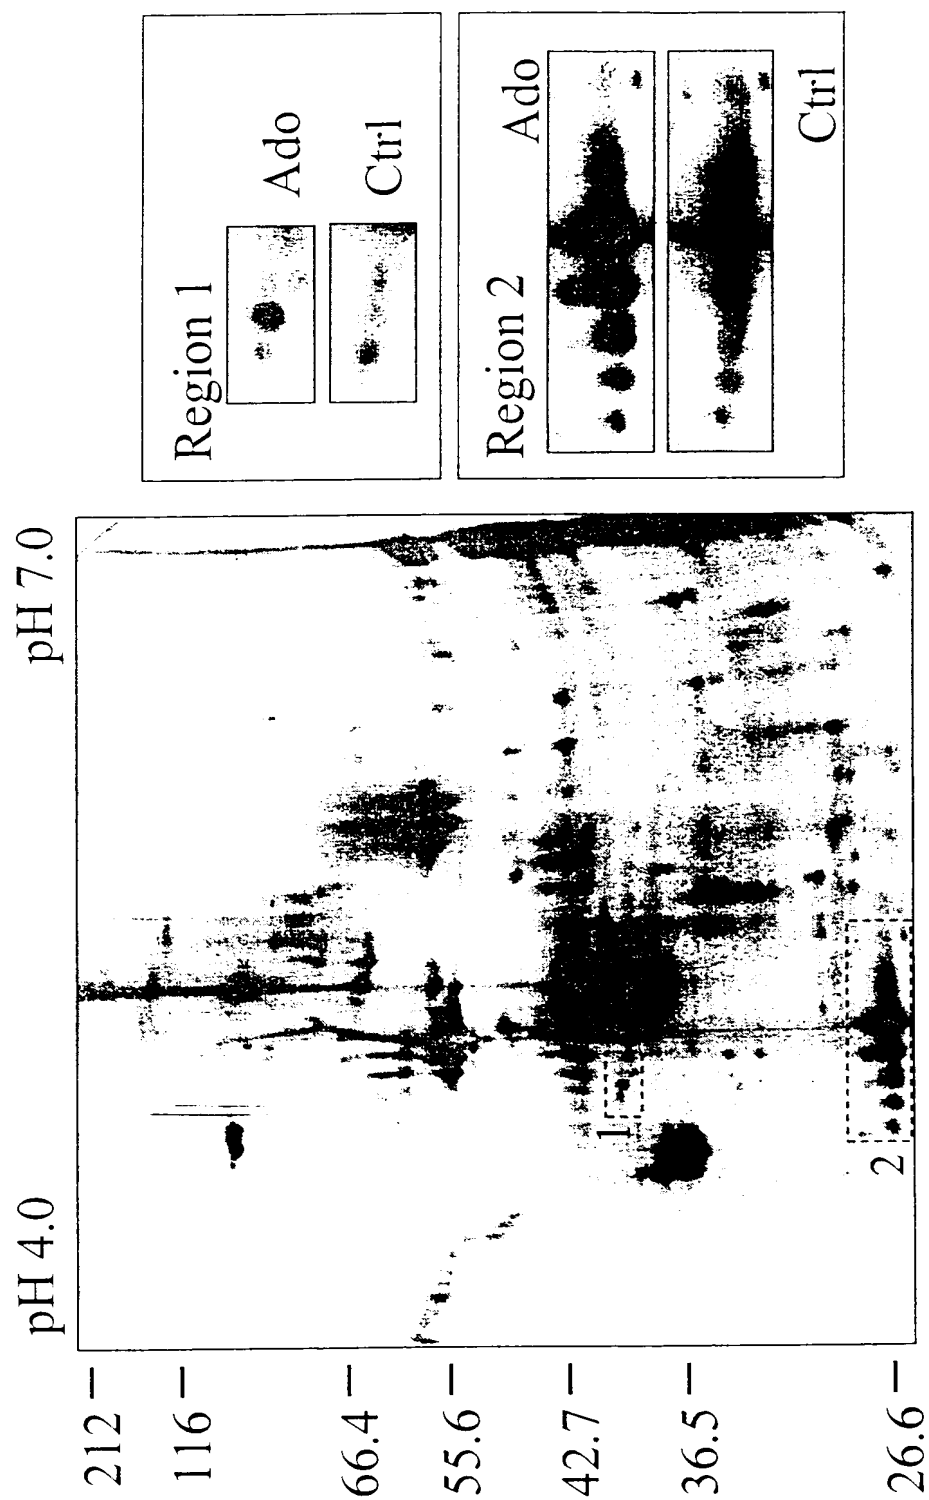 pH 4.0
pH 7.0
212
116
66.4
55.6
42.7
36.5
26.6
1
2
Region 1
Ado
Ctrl
Region 2
Ado
Ctrl